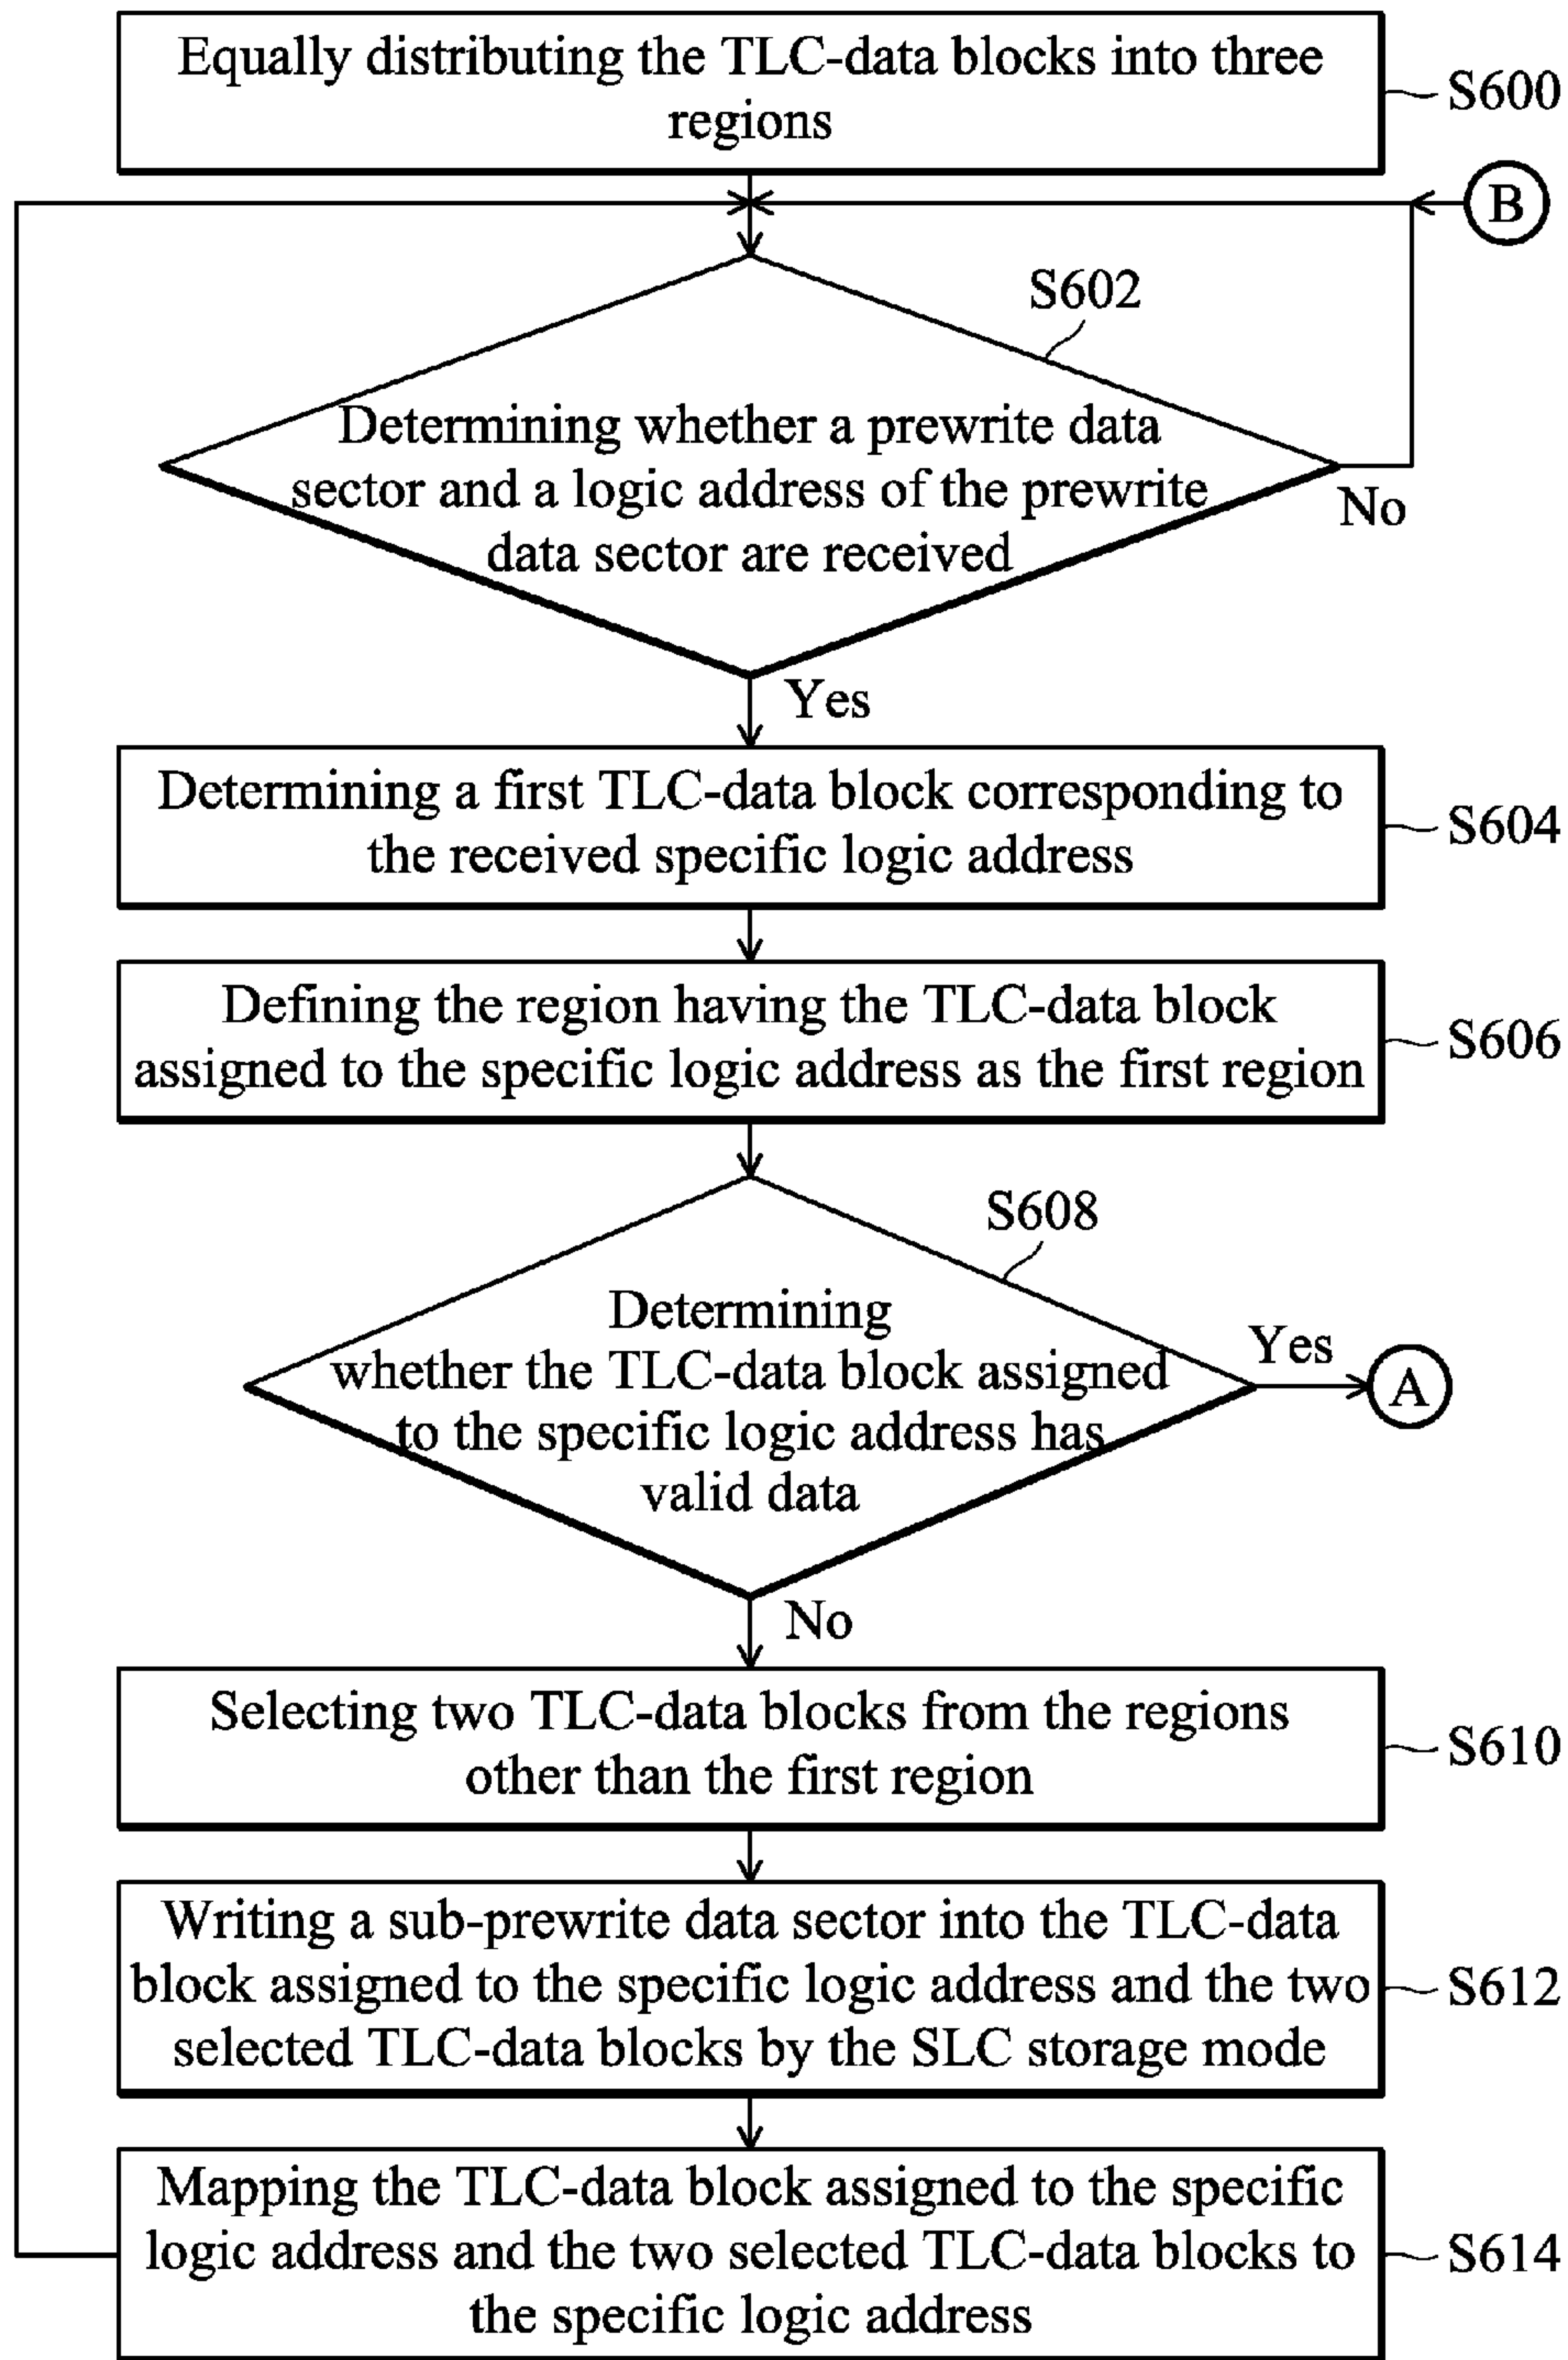 Equally distributing the TLC-data blocks into three
regions
S600
B
S602
Determining whether a prewrite data
sector and a logic address of the prewrite
data sector are received
No
Yes
Determining a first TLC-data block corresponding to
the received specific logic address
S604
Defining the region having the TLC-data block
assigned to the specific logic address as the first region
S606
S608
Determining
whether the TLC-data block assigned
to the specific logic address has
valid data
Yes
A
No
Selecting two TLC-data blocks from the regions
other than the first region
S610
Writing a sub-prewrite data sector into the TLC-data
block assigned to the specific logic address and the two
selected TLC-data blocks by the SLC storage mode
S612
Mapping the TLC-data block assigned to the specific
logic address and the two selected TLC-data blocks to
the specific logic address
S614